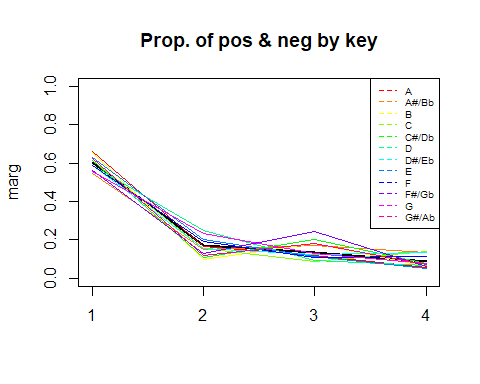 Prop. of pos & neg by key
marg
1.0
0.8
0.6
0.4
0.2
0.0
1 2 3 4
A
A#/Bb
B
C
C#/Db
D
D#/Eb
E
F
F#/Gb
G
G#/Ab